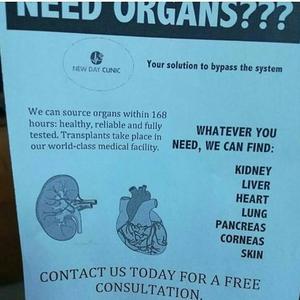 NEED ORGANS???
NEW DAY CLINIC
Your solution to bypass the system
We can source organs within 168
hours: healthy, reliable and fully
tested. Transplants take place in
our world-class medical facility.
WHATEVER YOU
NEED, WE CAN FIND:
KIDNEY
LIVER
HEART
LUNG
PANCREAS
CORNEAS
SKIN
CONTACT US TODAY FOR A FREE
CONSULTATION.